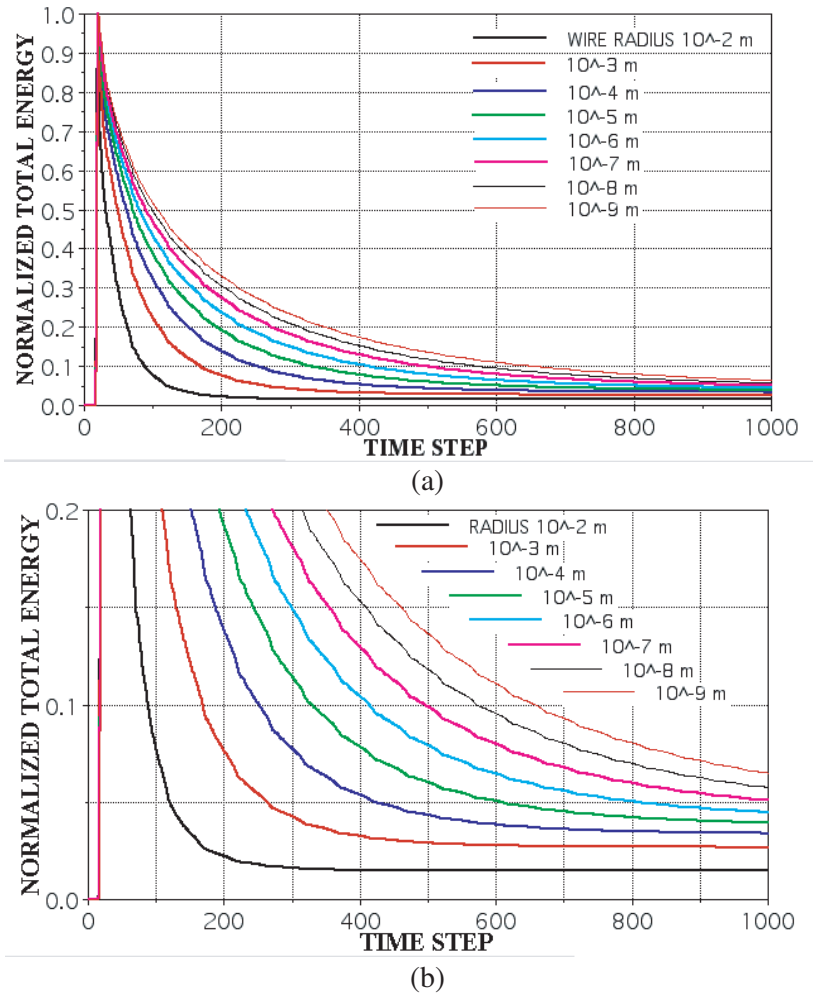 NORMALIZED TOTAL ENERGY
1.0
0.9
0.8
0.7
0.6
0.5
0.4
0.3
0.2
0.1
0.0
WIRE RADIUS 10^-2 m
10^-3 m
10^-4 m
10^-5 m
10^-6 m
10^-7 m
10^-8 m
10^-9 m
0 200 400 600 800 1000
TIME STEP
(a)
NORMALIZED TOTAL ENERGY
0.2
0.1
0.0
RADIUS 10^-2 m
10^-3 m
10^-4 m
10^-5 m
10^-6 m
10^-7 m
10^-8 m
10^-9 m
0 200 400 600 800 1000
TIME STEP
(b)